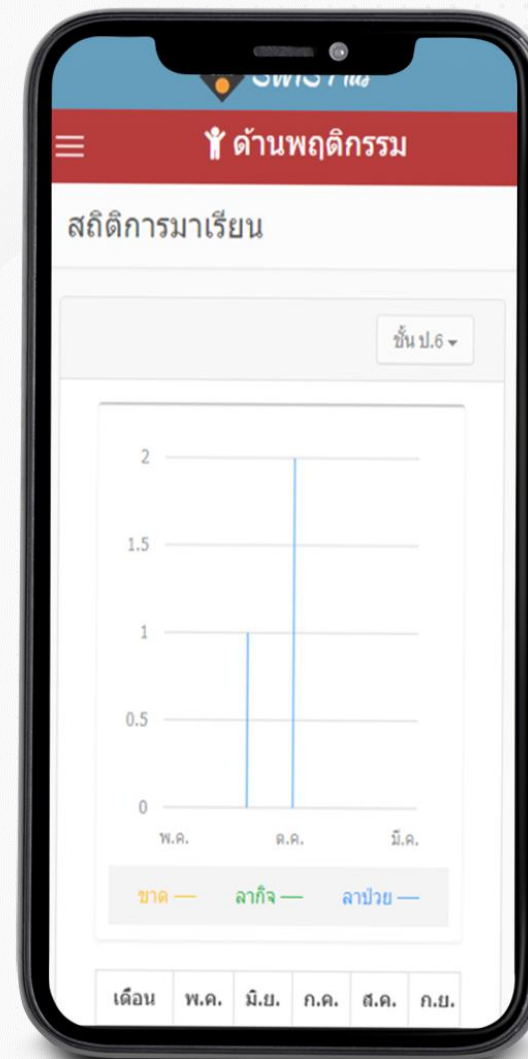 ด้านพฤติกรรม
สถิติการมาเรียน
ชั้น ป.6
2
1.5
1
0.5
0
พ.ค. ต.ค. มี.ค.
ขาด ลากิจ ลาป่วย
เดือน พ.ค. มิ.ย. ก.ค. ส.ค. ก.ย.